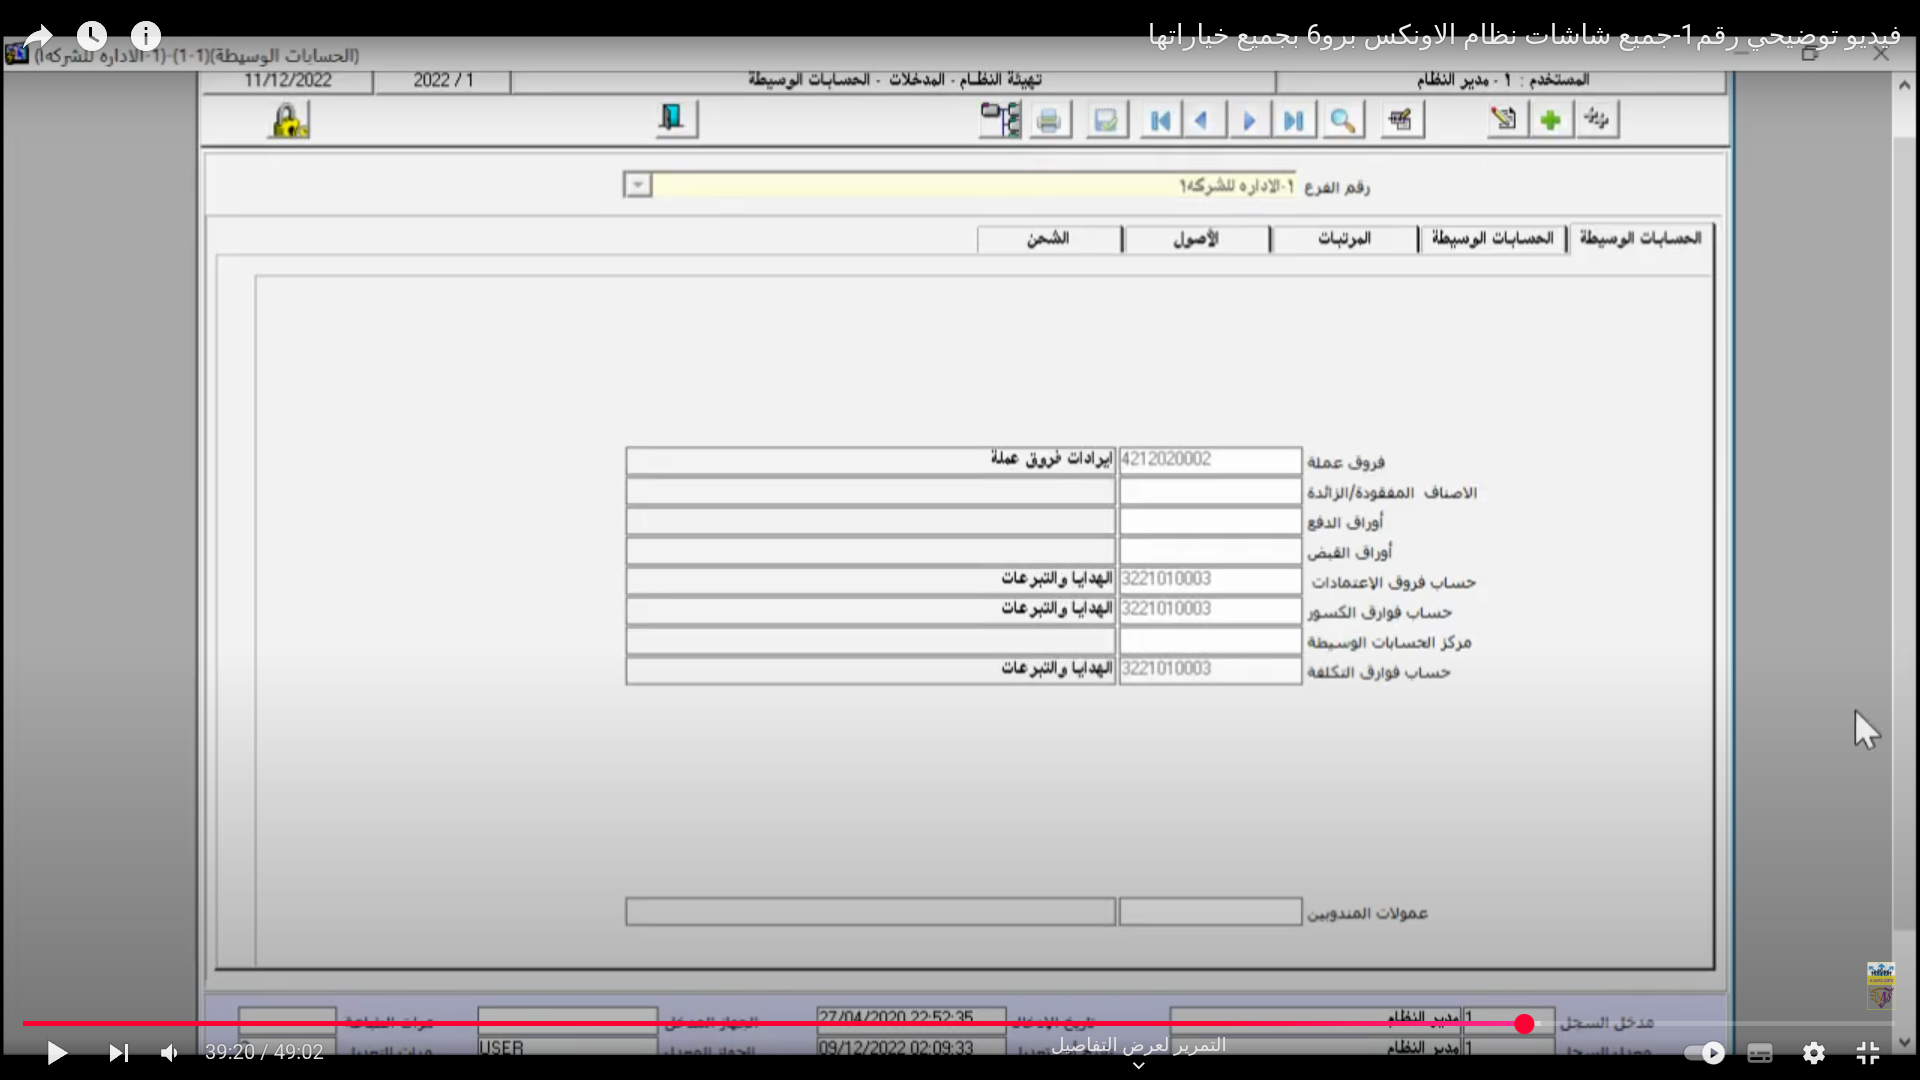 فيديو توضيحي رقم1-جميع شاشات نظام الاونكس برو6 بجميع خياراتها
(الحسابات الوسيطة)(1-1)-(1-الاداره للشركه1)
المستخدم : ١ - مدير النظام
تهيئة النظام - المدخلات - الحسابات الوسيطة
2022 / 1
11/12/2022
رقم الفرع
١-الاداره للشركه١
الحسابات الوسيطة
الحسابات الوسيطة
المرتبات
الأصول
الشحن
فروق عملة 4212020002 ايرادات فروق عملة
الاصناف المفقودة/الزائدة
أوراق الدفع
أوراق القبض
حساب فروق الإعتمادات 3221010003 الهدايا والتبرعات
حساب فوارق الكسور 3221010003 الهدايا والتبرعات
مركز الحسابات الوسيطة
حساب فوارق التكلفة 3221010003 الهدايا والتبرعات
عمولات المندوبين
مدخل السجل 1 مدير النظام 27/04/2020 22:52:35
1 مدير النظام 09/12/2022 02:09:33 USER
39:20 / 49:02
التمرير لعرض التفاصيل